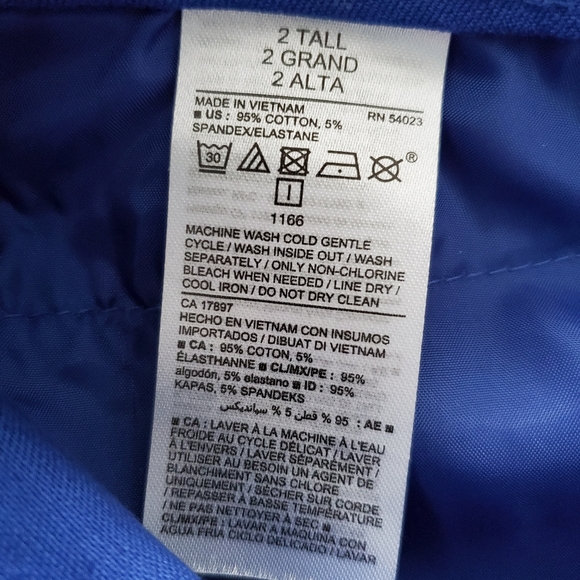 2 TALL
2 GRAND
2 ALTA
MADE IN VIETNAM RN 54023
■ US : 95% COTTON, 5%
SPANDEX/ELASTANE
30 ®
1166
MACHINE WASH COLD GENTLE
CYCLE / WASH INSIDE OUT / WASH
SEPARATELY / ONLY NON-CHLORINE
BLEACH WHEN NEEDED / LINE DRY /
COOL IRON / DO NOT DRY CLEAN
CA 17897
HECHO EN VIETNAM CON INSUMOS
IMPORTADOS / DIBUAT DI VIETNAM
■ CA : 95% COTTON, 5%
ÉLASTHANNE ■ CL/MX/PE : 95%
algodón, 5% elastano ■ ID : 95%
KAPAS, 5% SPANDEKS
■ AE : 95 % قطن 5 % سبانديكس
■ CA : LAVER À LA MACHINE À L'EAU
FROIDE AU CYCLE DÉLICAT / LAVER
À L'ENVERS / LAVER SÉPARÉMENT /
UTILISER AU BESOIN UN AGENT DE
BLANCHIMENT SANS CHLORE
UNIQUEMENT / SÉCHER SUR CORDE
/ REPASSER À BASSE TEMPÉRATURE
/ NE PAS NETTOYER À SEC ■
CL/MX/PE : LAVAR A MAQUINA CON
AGUA FRIA CICLO DELICADO / LAVAR